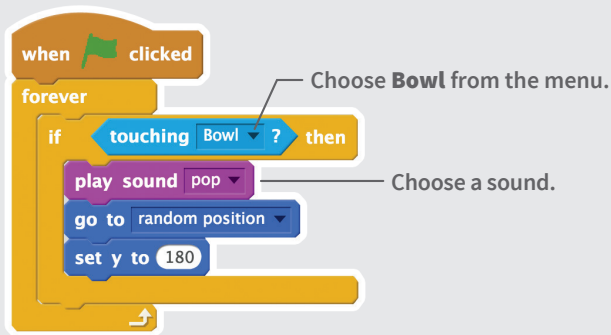 when clicked
Choose Bowl from the menu.
forever
if touching Bowl ? then
play sound pop
Choose a sound.
go to random position
set y to 180